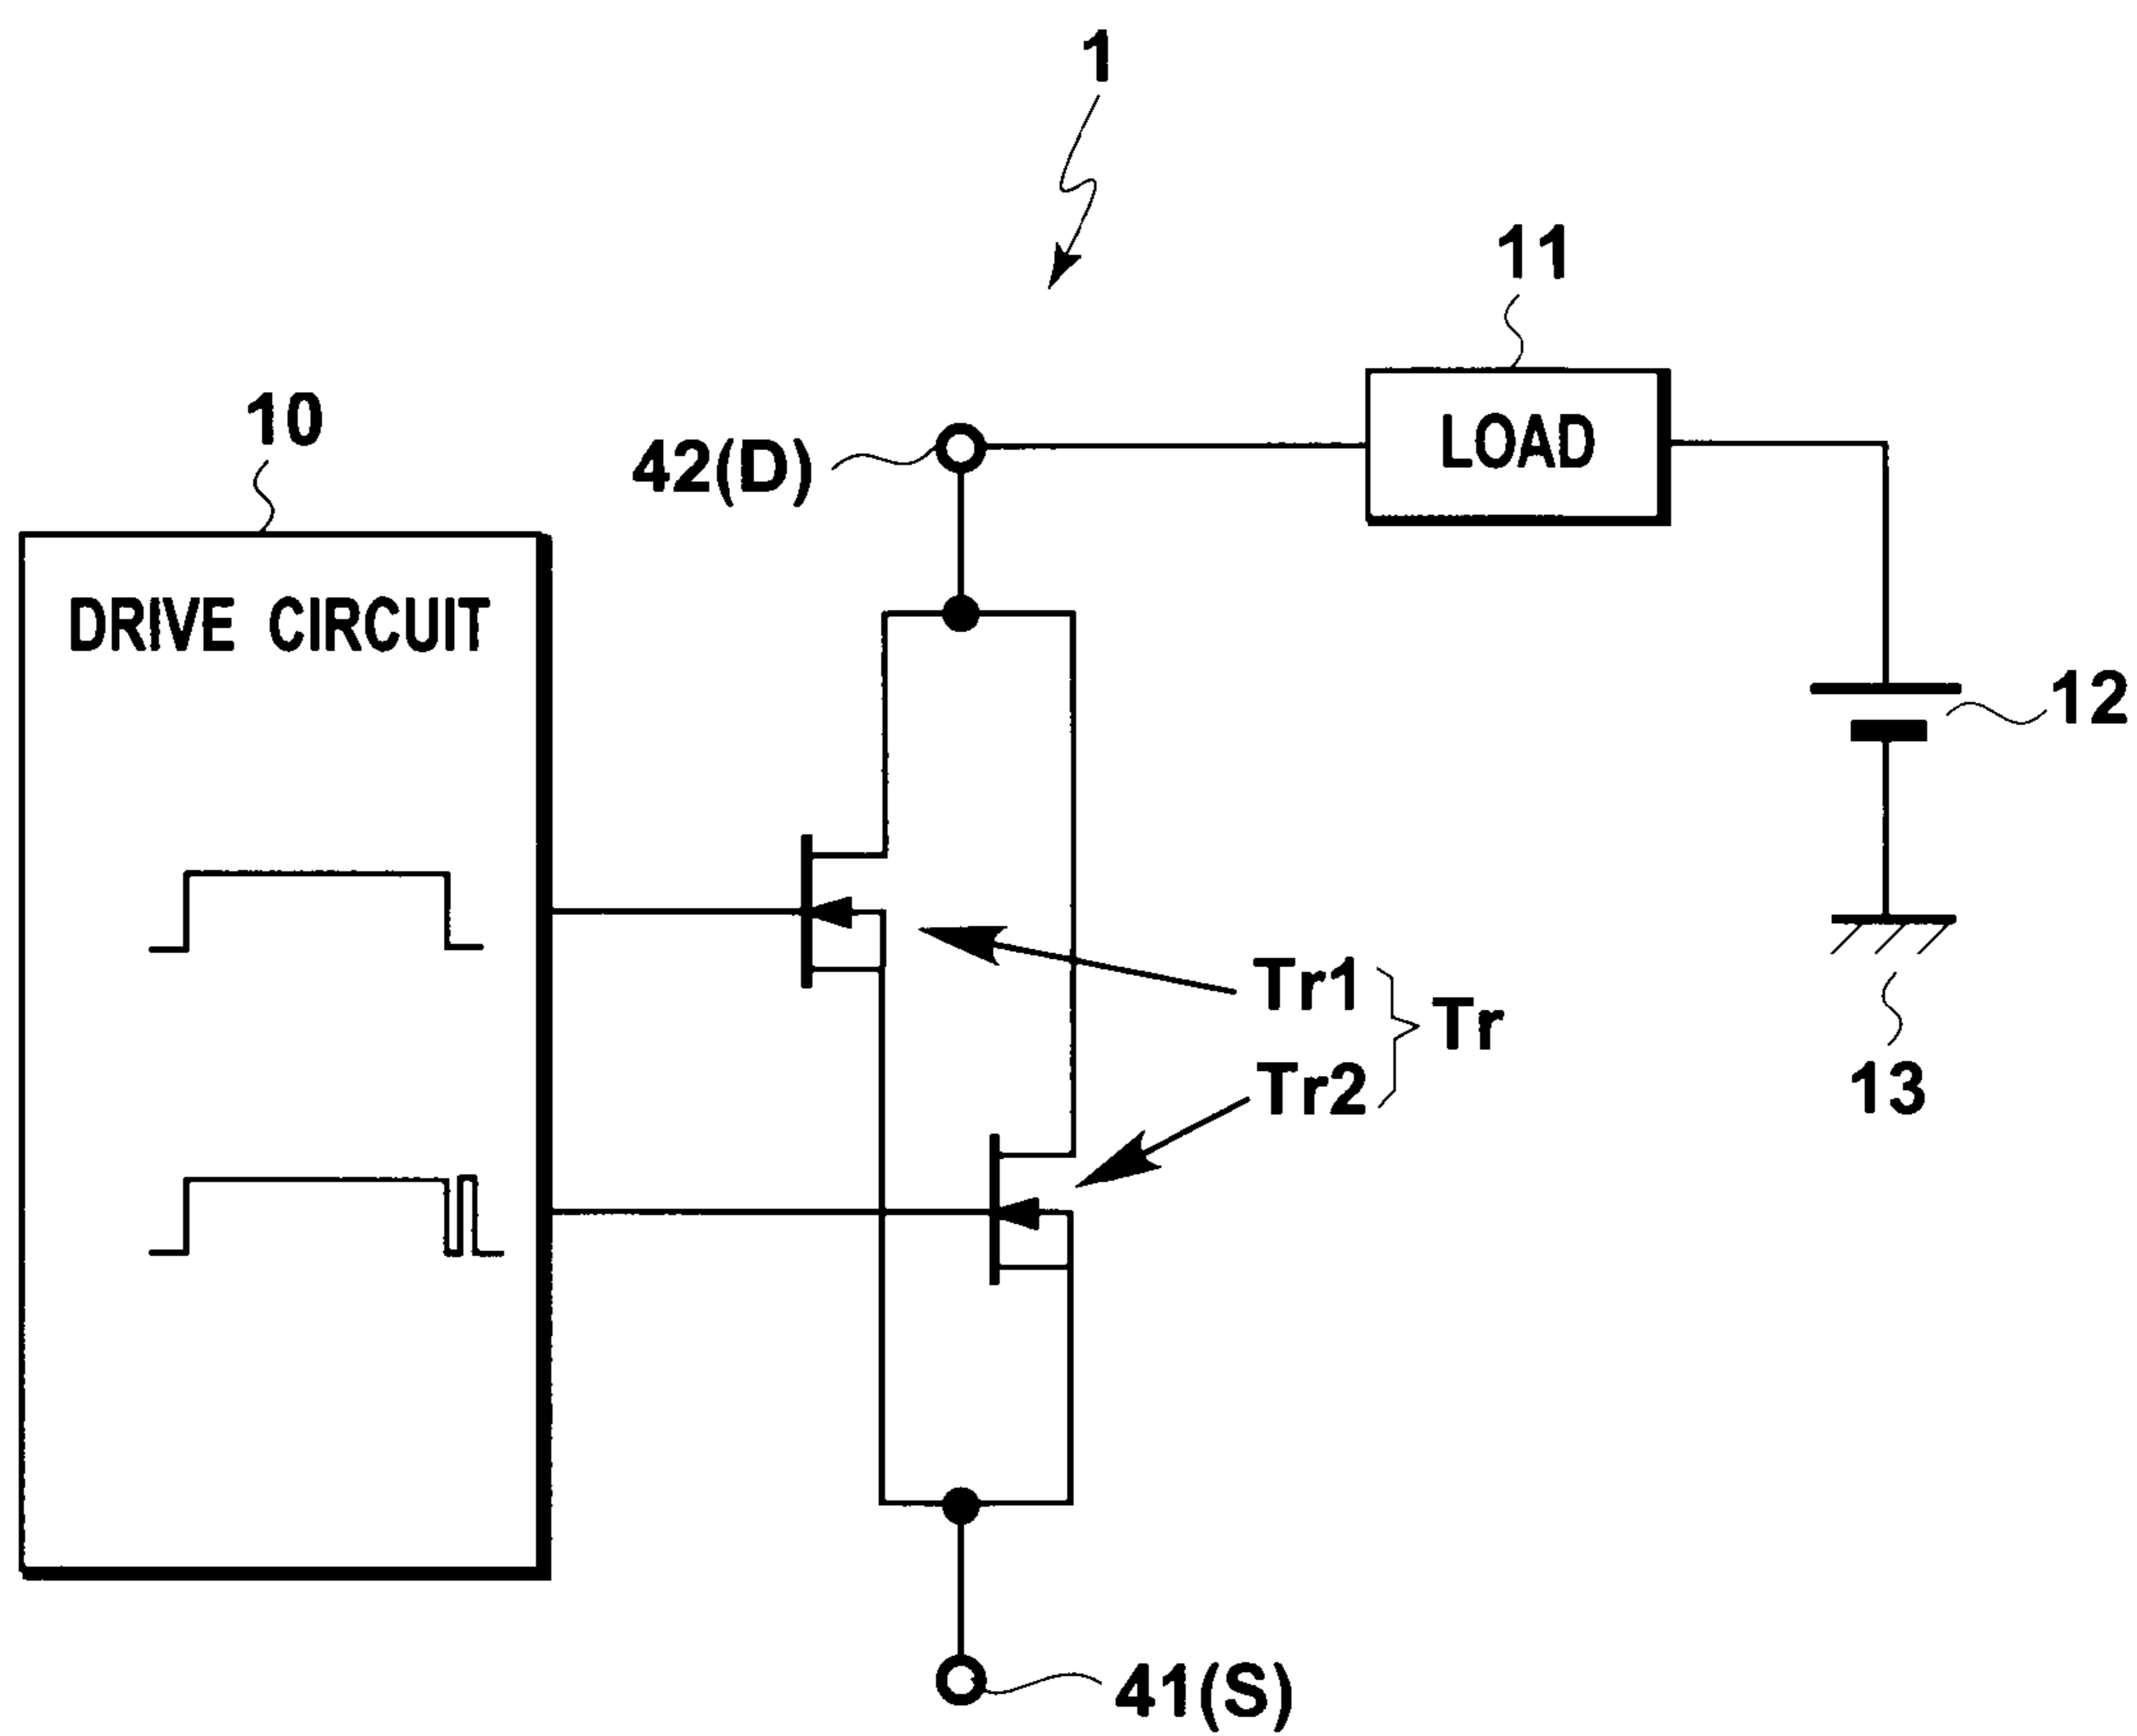 1
11
LOAD
10
42(D)
DRIVE CIRCUIT
12
Tr1
Tr
Tr2
13
41(S)